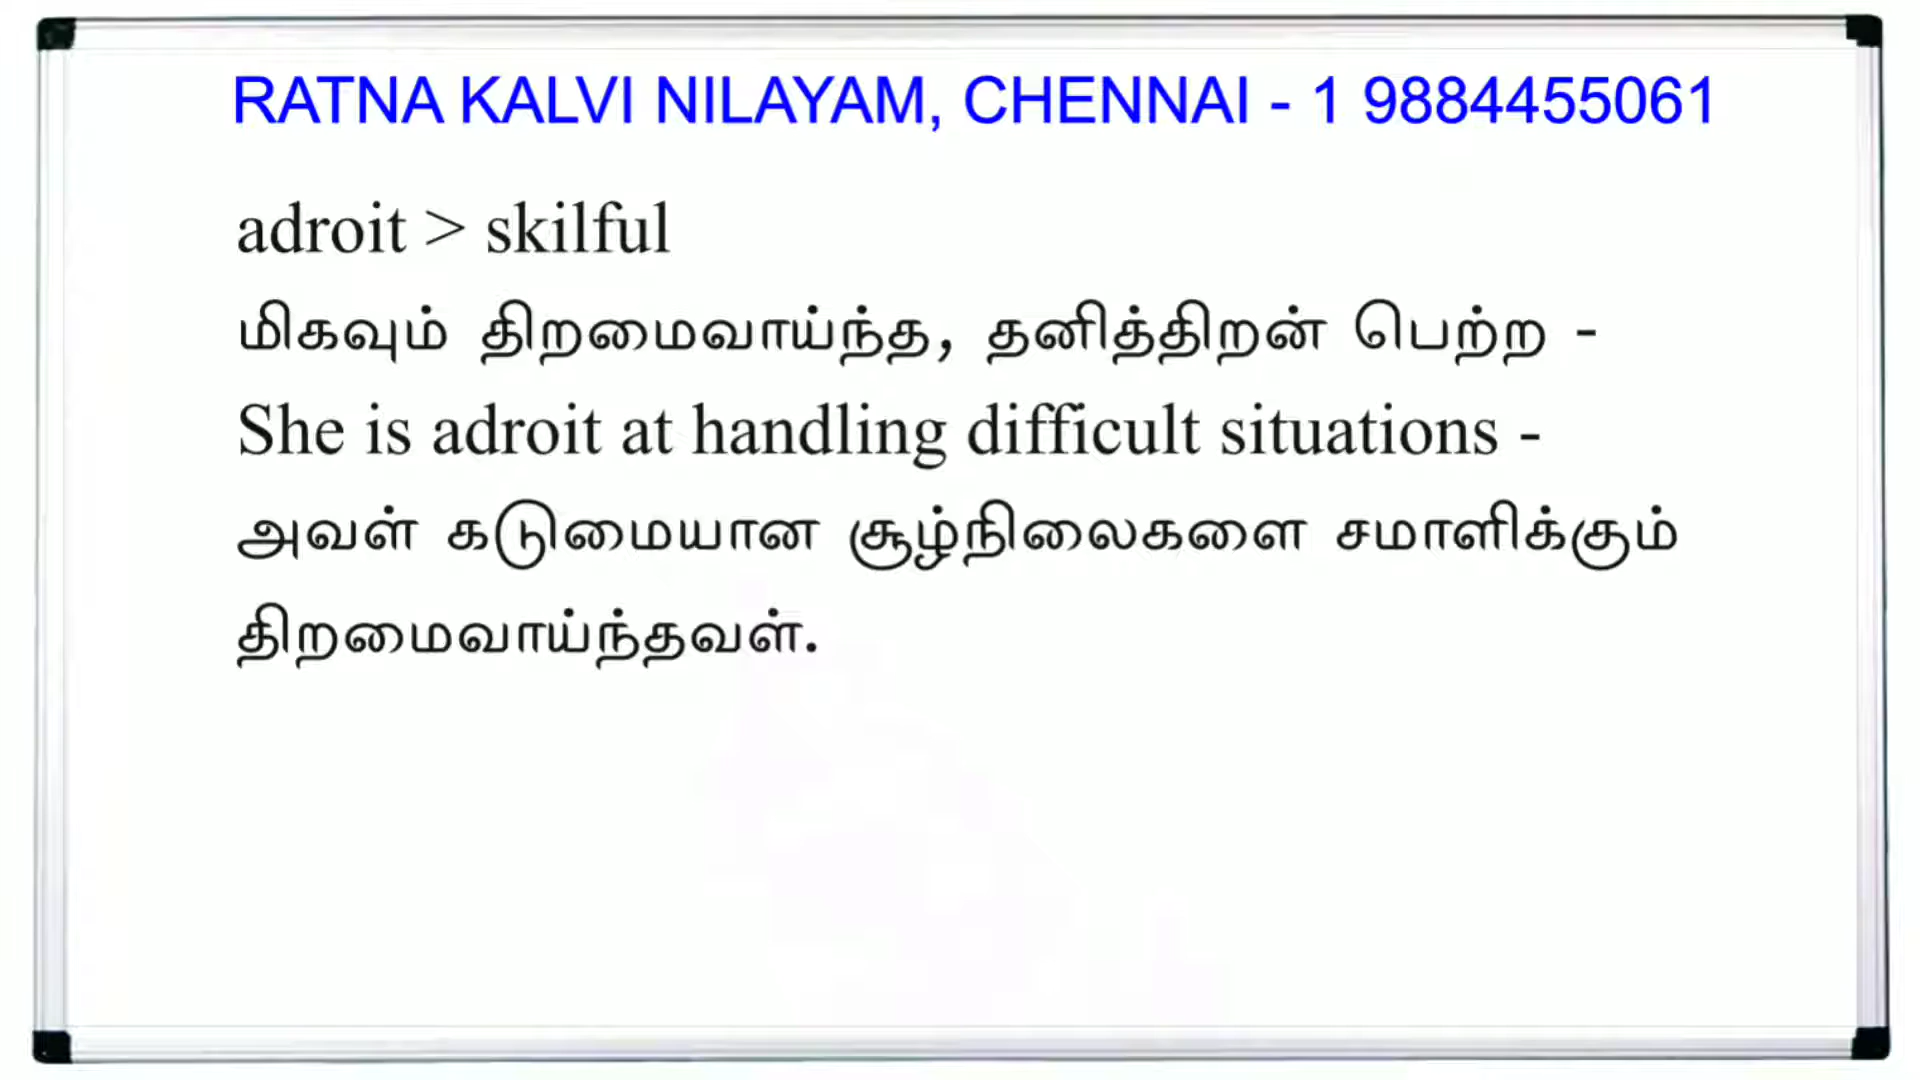 RATNA KALVI NILAYAM, CHENNAI - 1 9884455061
adroit > skilful
மிகவும் திறமைவாய்ந்த, தனித்திறன் பெற்ற -
She is adroit at handling difficult situations -
அவள் கடுமையான சூழ்நிலைகளை சமாளிக்கும்
திறமைவாய்ந்தவள்.